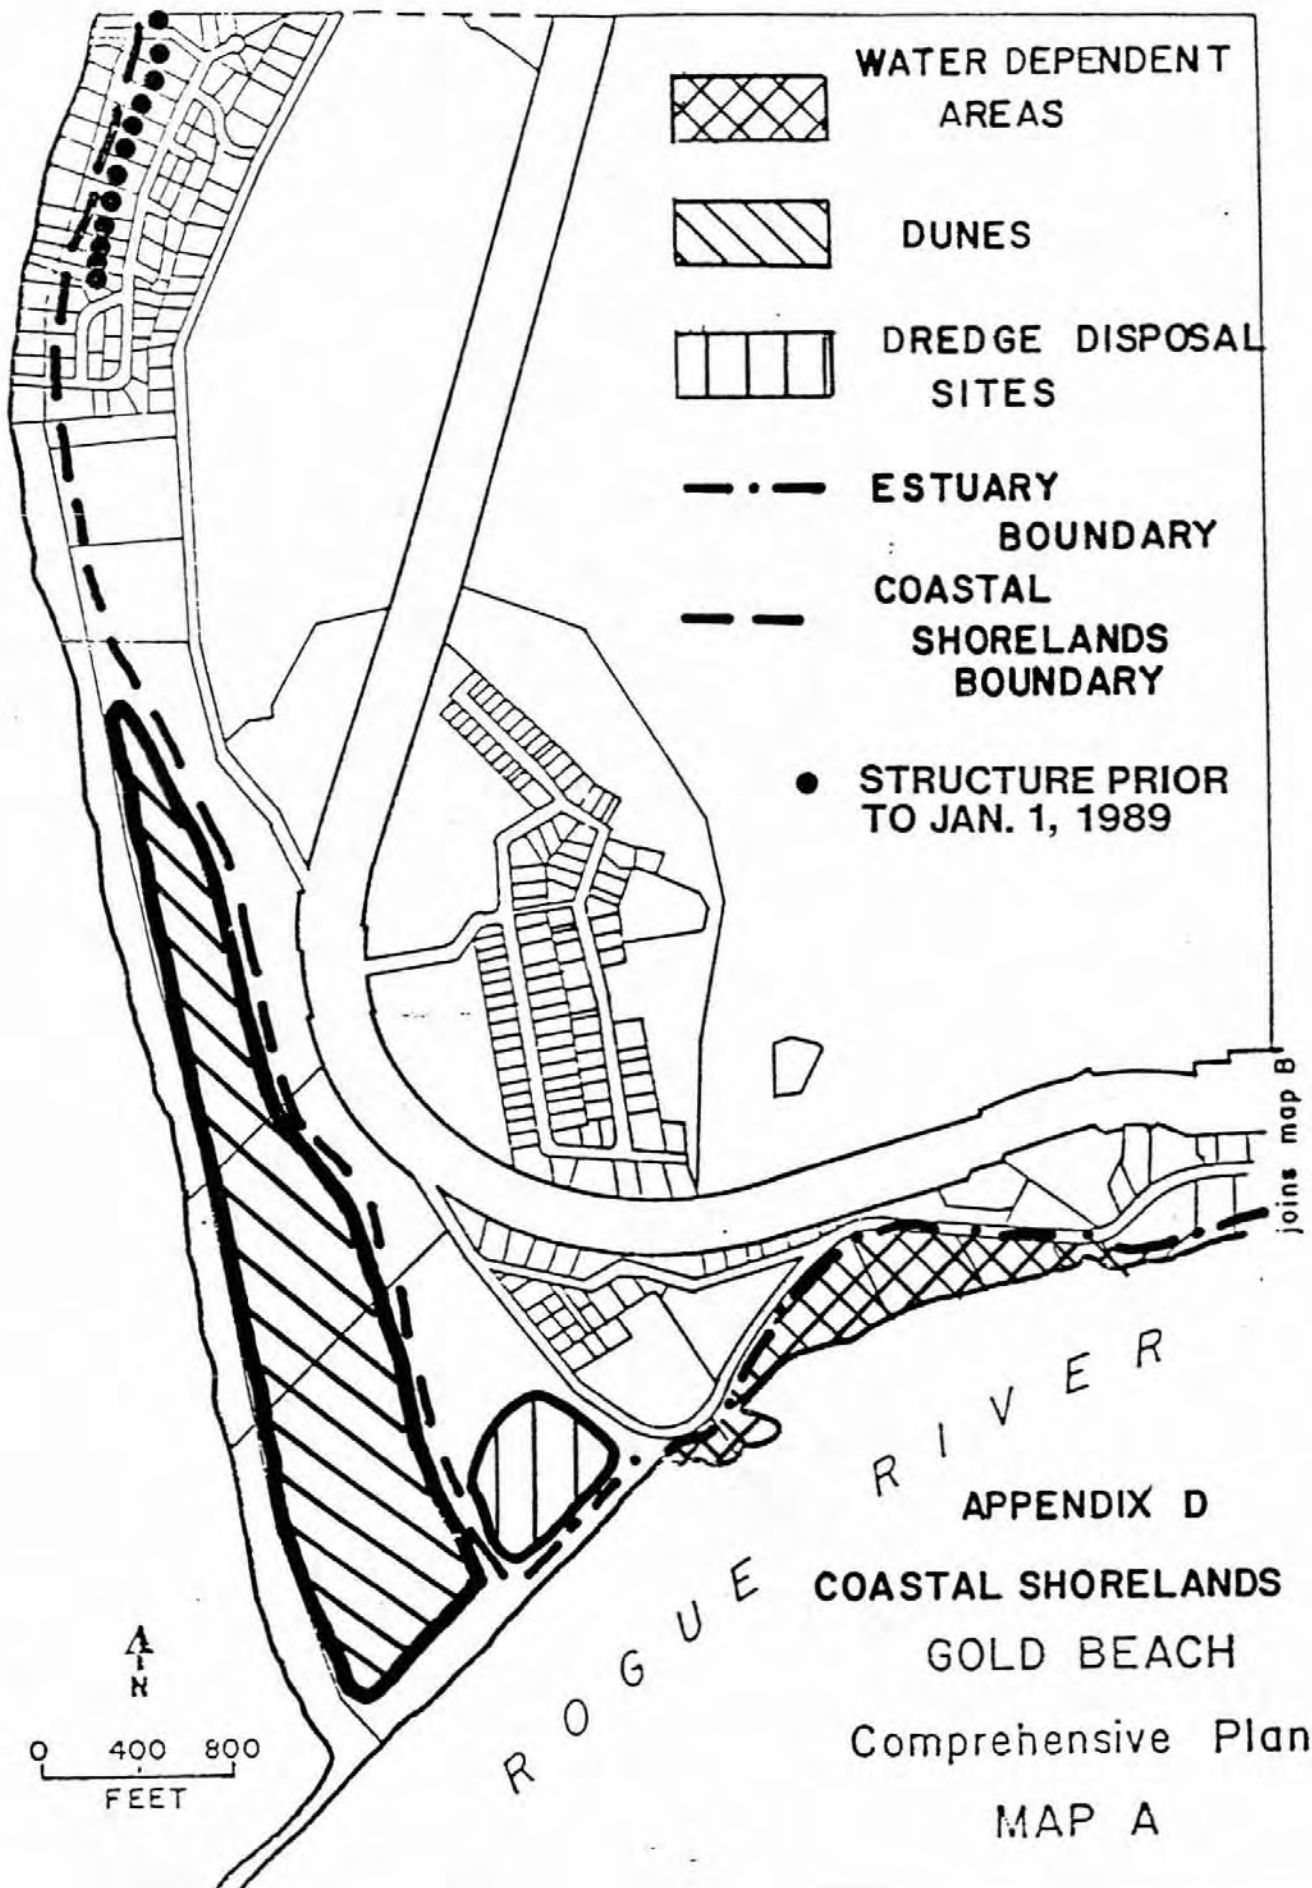 WATER DEPENDENT
AREAS
DUNES
DREDGE DISPOSAL
SITES
ESTUARY
BOUNDARY
COASTAL
SHORELANDS
BOUNDARY
STRUCTURE PRIOR
TO JAN. 1, 1989
joins map B
ROGUE RIVER
APPENDIX D
COASTAL SHORELANDS
GOLD BEACH
Comprehensive Plan
MAP A
N
0 400 800
FEET